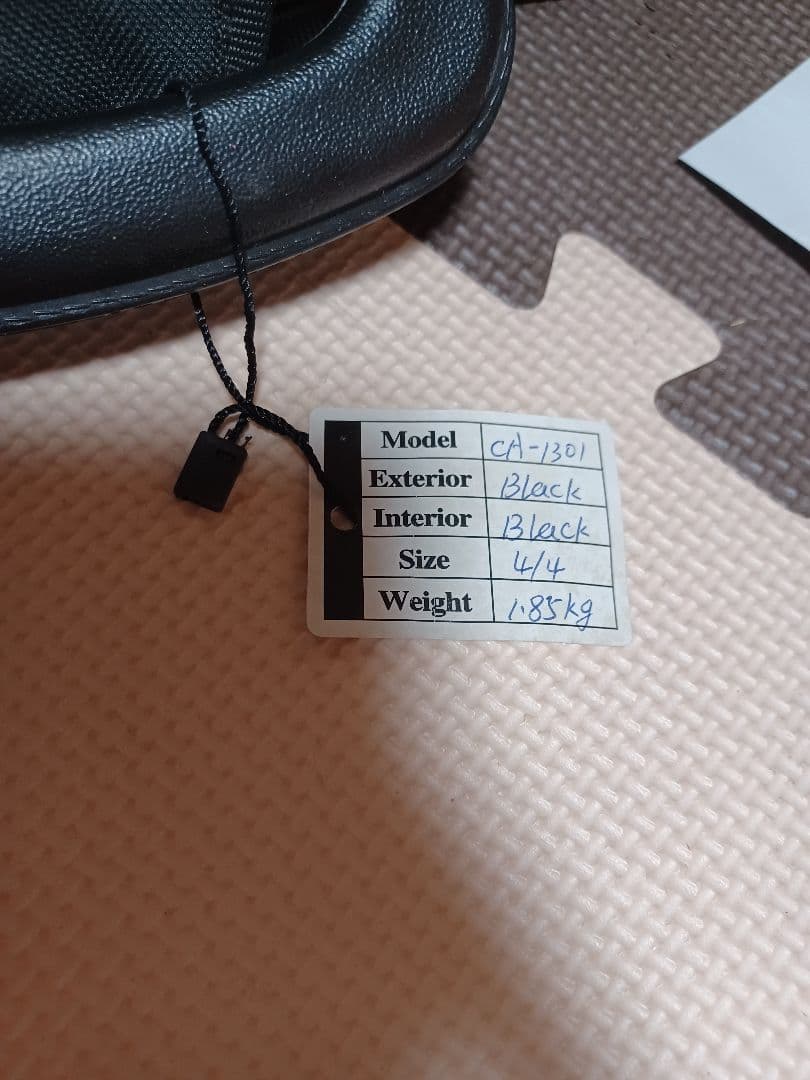 Model CA-1301
Exterior Black
Interior Black
Size 4/4
Weight 1.85kg